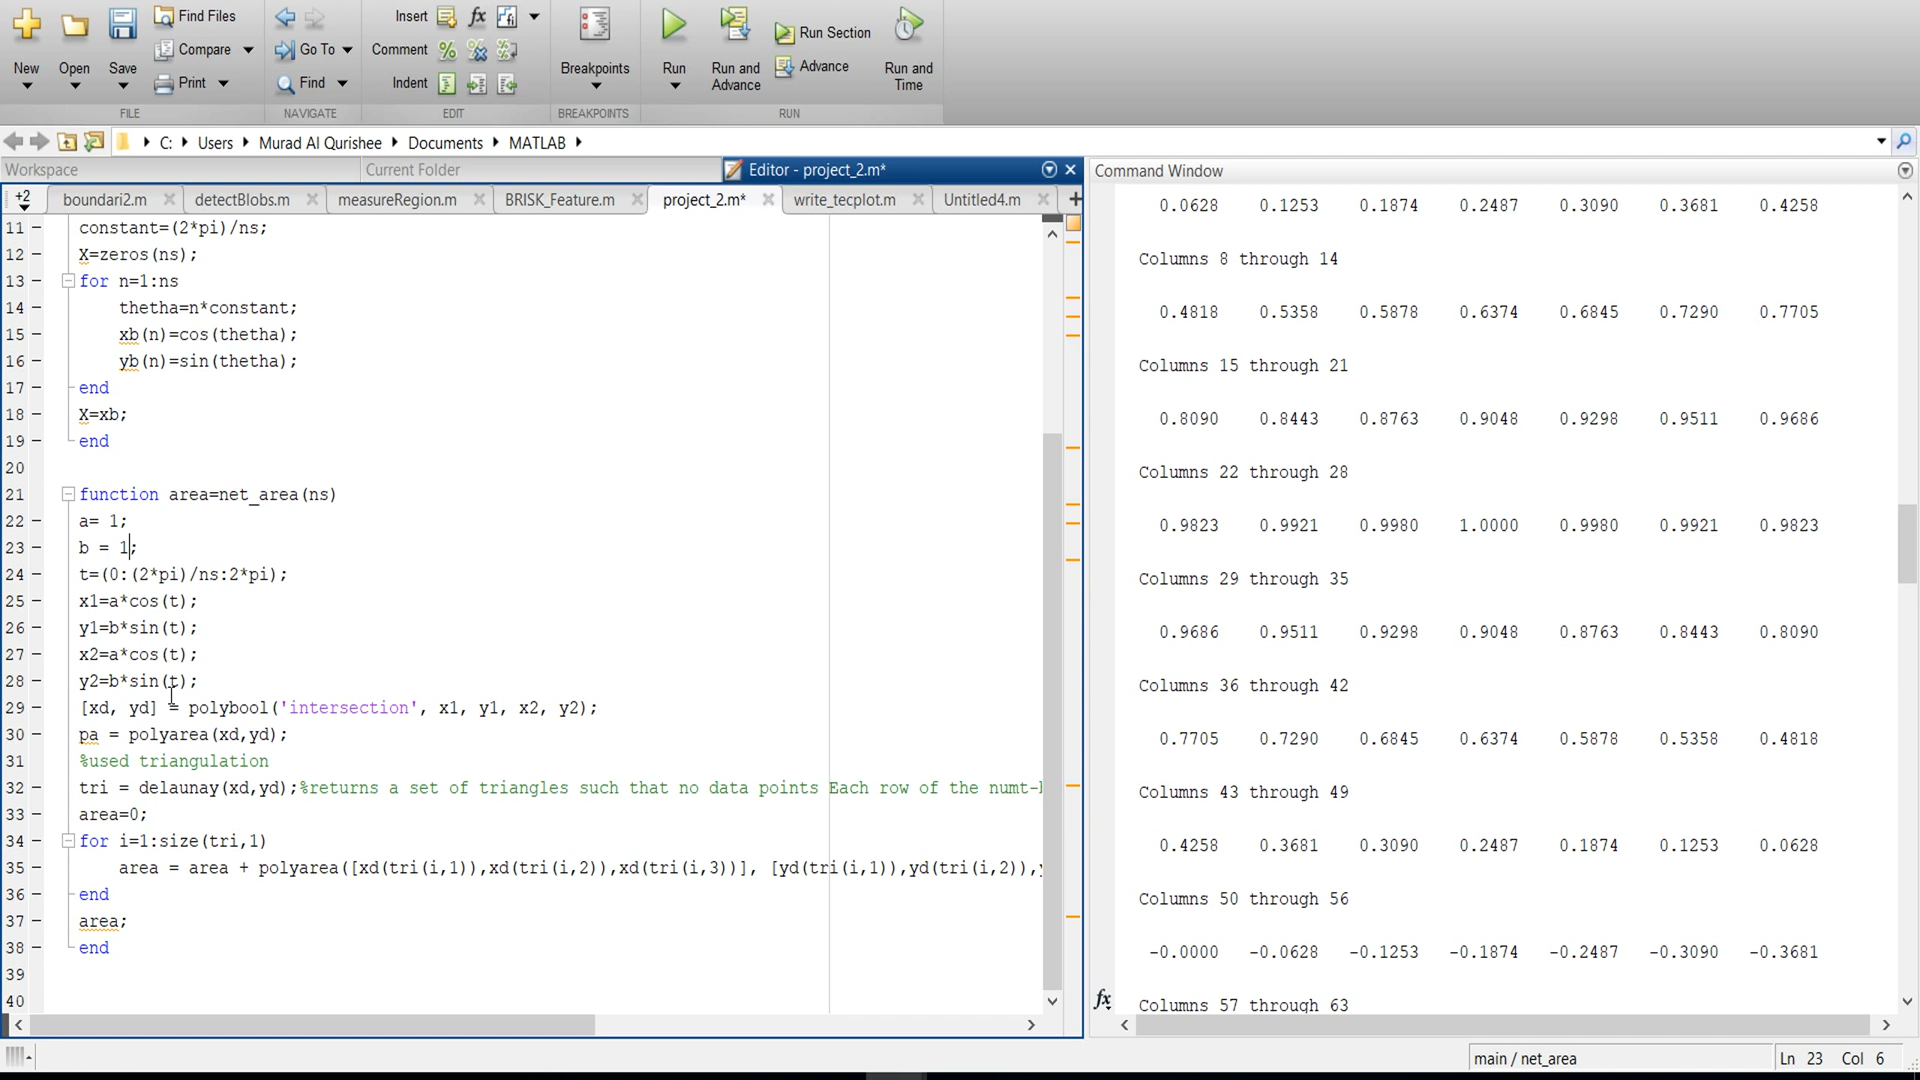 New
Open
Save
Find Files
Compare
Print
FILE
Go To
Find
NAVIGATE
Insert
Comment
Indent
fx
EDIT
Breakpoints
BREAKPOINTS
Run
Run and Advance
Run Section
Advance
Run and Time
RUN
C: Users Murad Al Qurishee Documents MATLAB
Workspace
Current Folder
Editor - project_2.m*
Command Window
+2
boundari2.m
detectBlobs.m
measureRegion.m
BRISK_Feature.m
project_2.m*
write_tecplot.m
Untitled4.m
11 – constant=(2*pi)/ns;
12 – X=zeros(ns);
13 – for n=1:ns
14 – thetha=n*constant;
15 – xb(n)=cos(thetha);
16 – yb(n)=sin(thetha);
17 – end
18 – X=xb;
19 – end
20
21 function area=net_area(ns)
22 – a= 1;
23 – b = 1;
24 – t=(0:(2*pi)/ns:2*pi);
25 – x1=a*cos(t);
26 – y1=b*sin(t);
27 – x2=a*cos(t);
28 – y2=b*sin(t);
29 – [xd, yd] = polybool('intersection', x1, y1, x2, y2);
30 – pa = polyarea(xd,yd);
31 %used triangulation
32 – tri = delaunay(xd,yd);%returns a set of triangles such that no data points Each row of the numt-
33 – area=0;
34 – for i=1:size(tri,1)
35 – area = area + polyarea([xd(tri(i,1)),xd(tri(i,2)),xd(tri(i,3))], [yd(tri(i,1)),yd(tri(i,2)),
36 – end
37 – area;
38 – end
39
40
0.0628 0.1253 0.1874 0.2487 0.3090 0.3681 0.4258
Columns 8 through 14
0.4818 0.5358 0.5878 0.6374 0.6845 0.7290 0.7705
Columns 15 through 21
0.8090 0.8443 0.8763 0.9048 0.9298 0.9511 0.9686
Columns 22 through 28
0.9823 0.9921 0.9980 1.0000 0.9980 0.9921 0.9823
Columns 29 through 35
0.9686 0.9511 0.9298 0.9048 0.8763 0.8443 0.8090
Columns 36 through 42
0.7705 0.7290 0.6845 0.6374 0.5878 0.5358 0.4818
Columns 43 through 49
0.4258 0.3681 0.3090 0.2487 0.1874 0.1253 0.0628
Columns 50 through 56
-0.0000 -0.0628 -0.1253 -0.1874 -0.2487 -0.3090 -0.3681
Columns 57 through 63
fx
main / net_area
Ln 23 Col 6